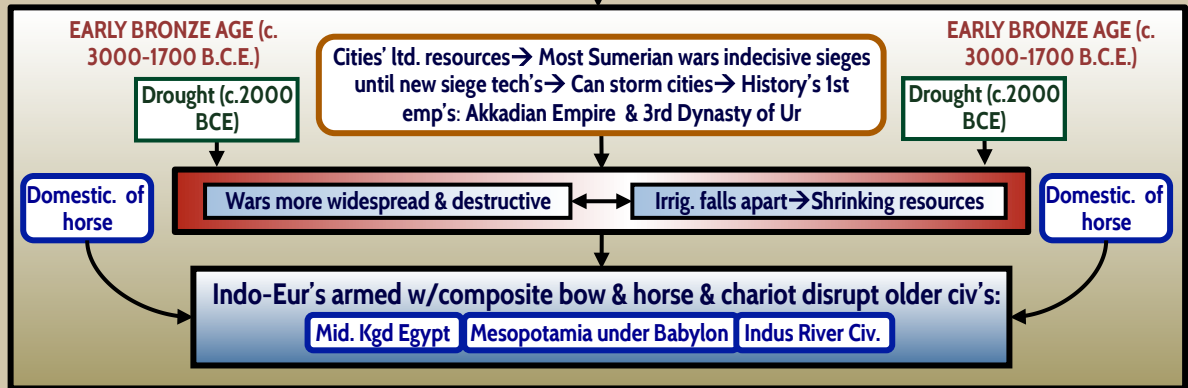 EARLY BRONZE AGE (c.
3000-1700 B.C.E.)
Drought (c.2000
BCE)
Cities' ltd. resources→ Most Sumerian wars indecisive sieges
until new siege tech's→ Can storm cities→ History's 1st
emp's: Akkadian Empire & 3rd Dynasty of Ur
EARLY BRONZE AGE (c.
3000-1700 B.C.E.)
Drought (c.2000
BCE)
Domestic. of
horse
Wars more widespread & destructive
Irrig. falls apart→Shrinking resources
Domestic. of
horse
Indo-Eur's armed w/composite bow & horse & chariot disrupt older civ's:
Mid. Kgd Egypt
Mesopotamia under Babylon
Indus River Civ.